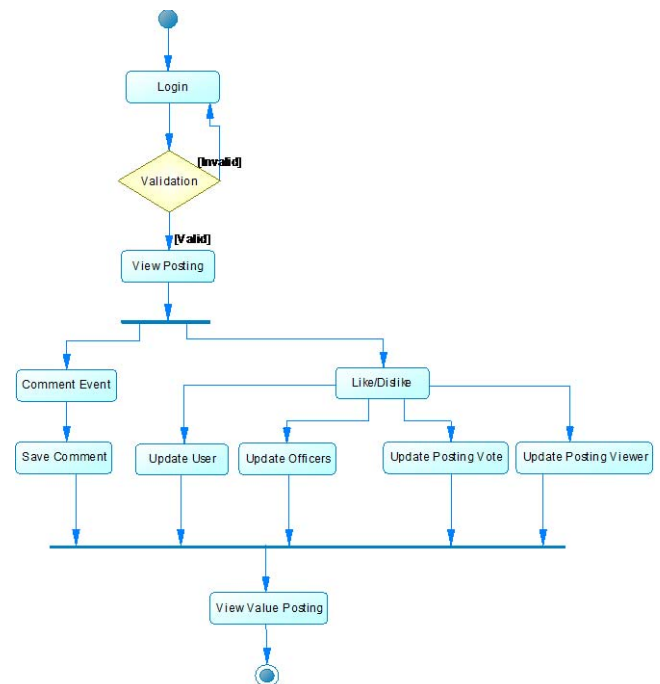 Login
[Invalid]
Validation
[Valid]
View Posting
Comment Event
Like/Dislike
Save Comment
Update User
Update Officers
Update Posting Vote
Update Posting Viewer
View Value Posting